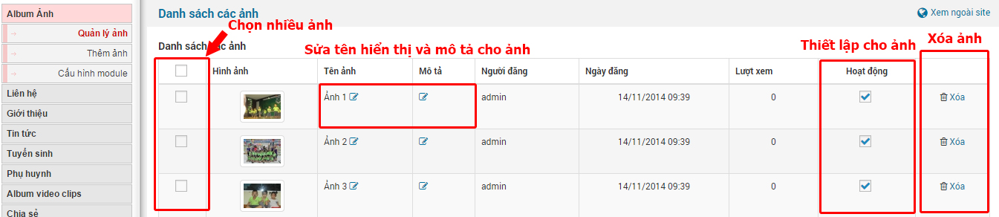 Album Ảnh
Quản lý ảnh
Thêm ảnh
Cấu hình module
Liên hệ
Giới thiệu
Tin tức
Tuyển sinh
Phụ huynh
Album video clips
Chia sẻ
Danh sách các ảnh
Xem ngoài site
Chọn nhiều ảnh
Danh sách các ảnh
Sửa tên hiển thị và mô tả cho ảnh
Thiết lập cho ảnh
Xóa ảnh
Hình ảnh Tên ảnh Mô tả Người đăng Ngày đăng Lượt xem Hoạt động
Ảnh 1 admin 14/11/2014 09:39 0 Xóa
Ảnh 2 admin 14/11/2014 09:39 0 Xóa
Ảnh 3 admin 14/11/2014 09:39 0 Xóa